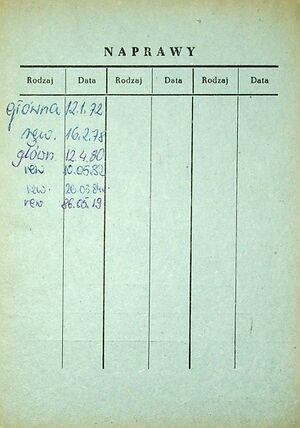 NAPRAWY
Rodzaj Data Rodzaj Data Rodzaj Data
główna 12.1.72
rew. 16.2.78
główn. 12.4.80
rew 10.05.82
rew. 20.03.84
rew 86.05.19